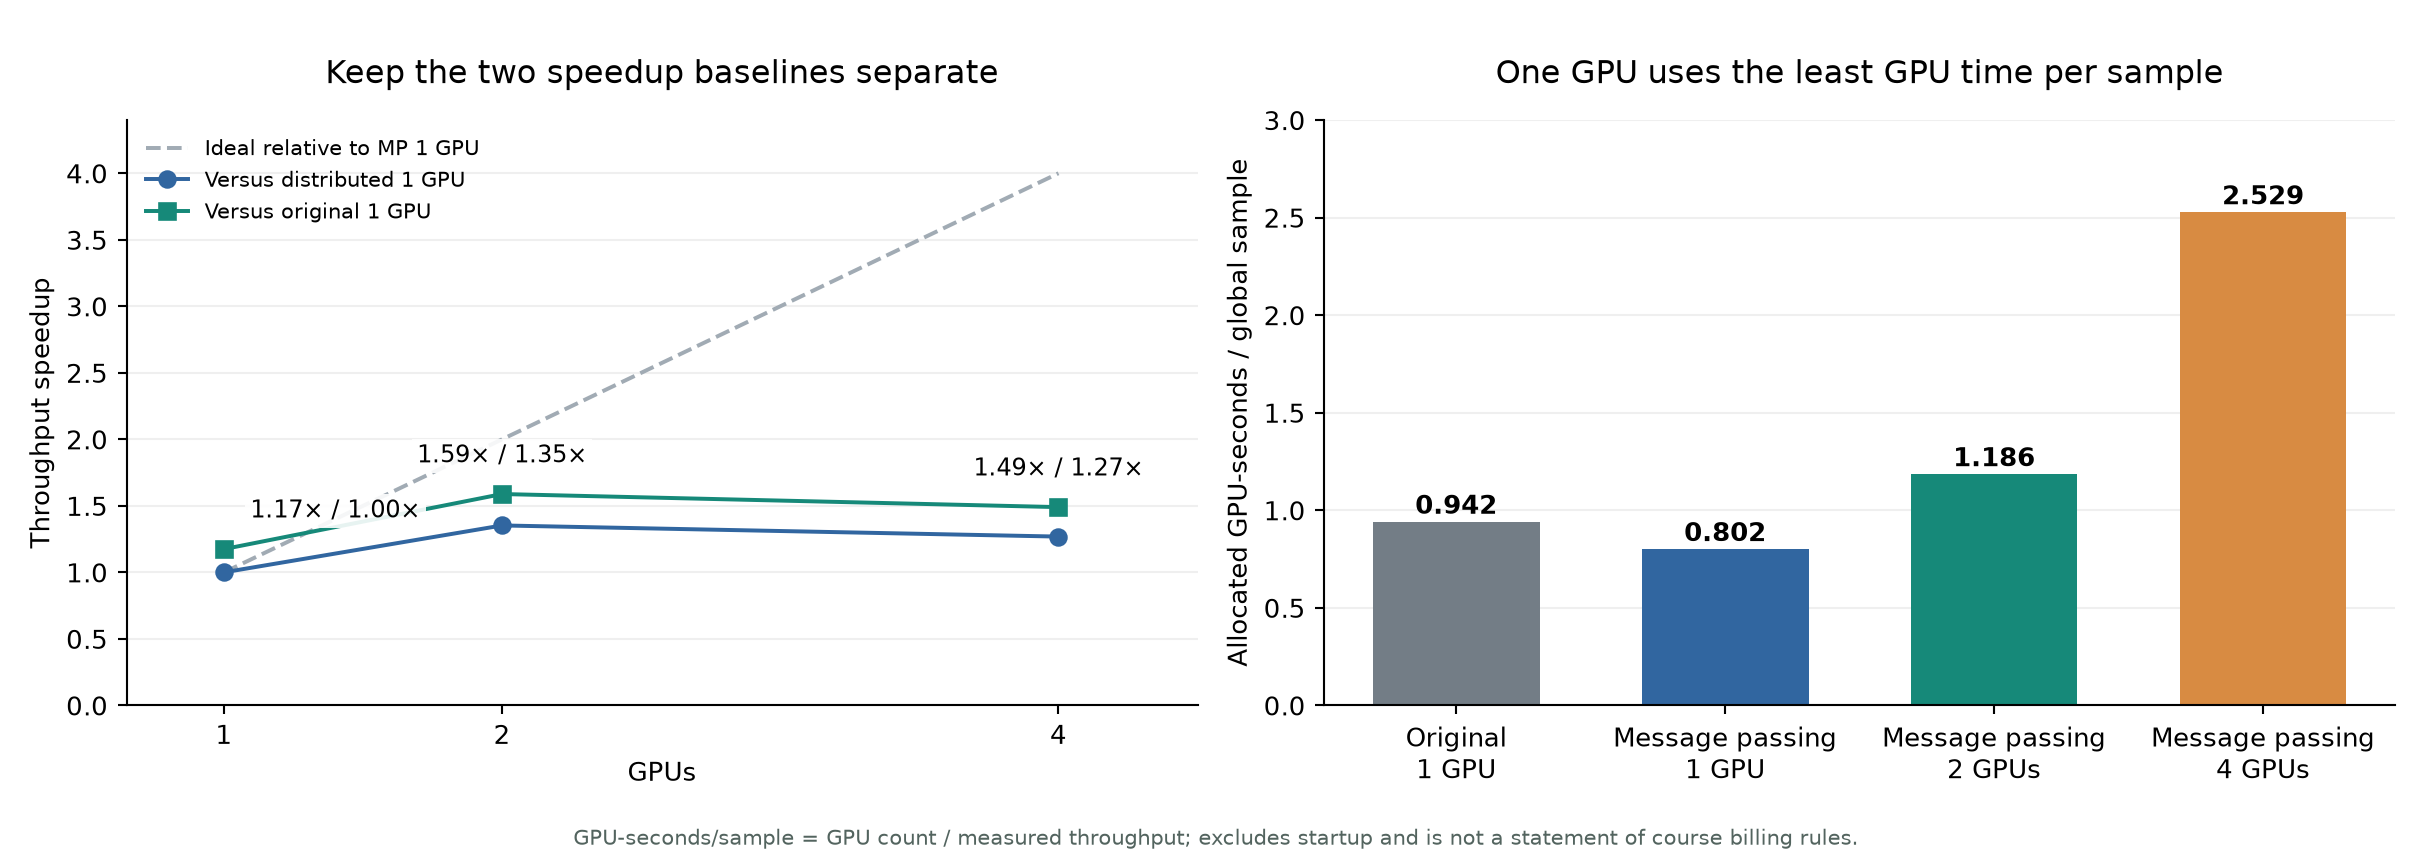 Keep the two speedup baselines separate
Throughput speedup
4.0
3.5
3.0
2.5
2.0
1.5
1.0
0.5
0.0
Ideal relative to MP 1 GPU
Versus distributed 1 GPU
Versus original 1 GPU
1.17× / 1.00×
1.59× / 1.35×
1.49× / 1.27×
1
2
4
GPUs
One GPU uses the least GPU time per sample
Allocated GPU-seconds / global sample
3.0
2.5
2.0
1.5
1.0
0.5
0.0
0.942
0.802
1.186
2.529
Original
1 GPU
Message passing
1 GPU
Message passing
2 GPUs
Message passing
4 GPUs
GPU-seconds/sample = GPU count / measured throughput; excludes startup and is not a statement of course billing rules.